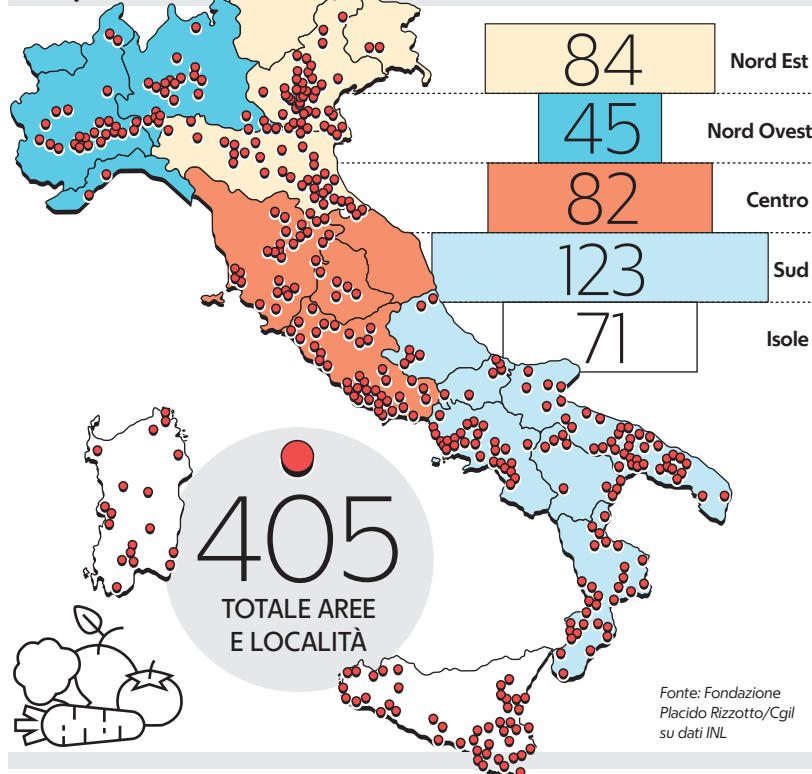 84
Nord Est
45
Nord Ovest
82
Centro
123
Sud
71
Isole
405
TOTALE AREE
E LOCALITÀ
Fonte: Fondazione
Placido Rizzotto/Cgil
su dati INL